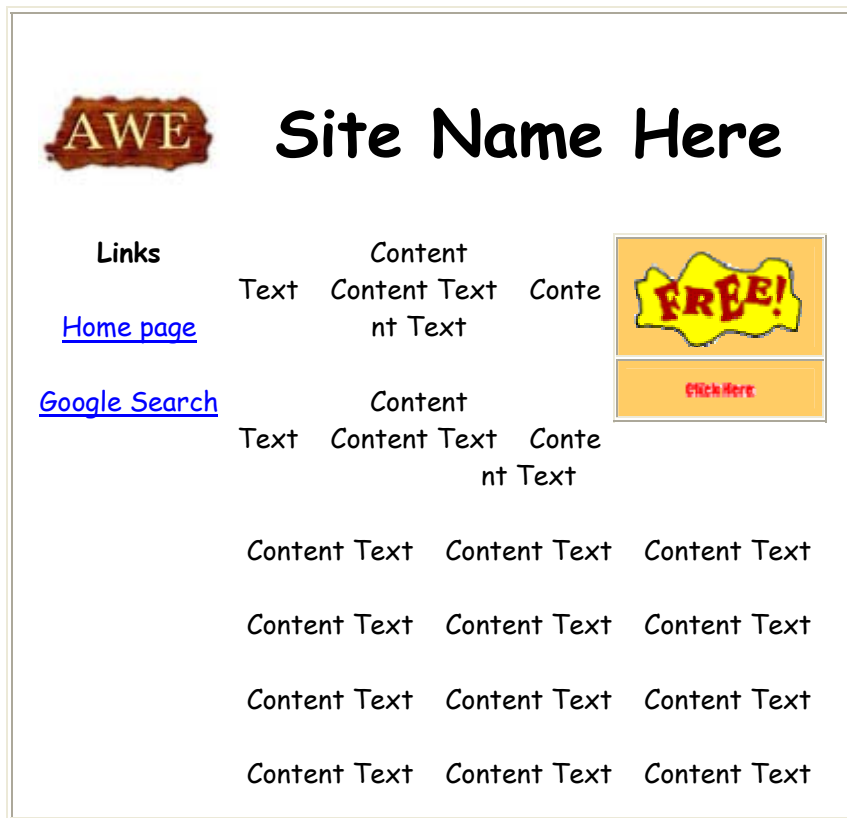 AWE
Site Name Here
Links
Home page
Google Search
Content
Text Content Text Conte
nt Text
Content
Text Content Text Conte
nt Text
Content Text Content Text Content Text
Content Text Content Text Content Text
Content Text Content Text Content Text
Content Text Content Text Content Text
FREE!
Click Here